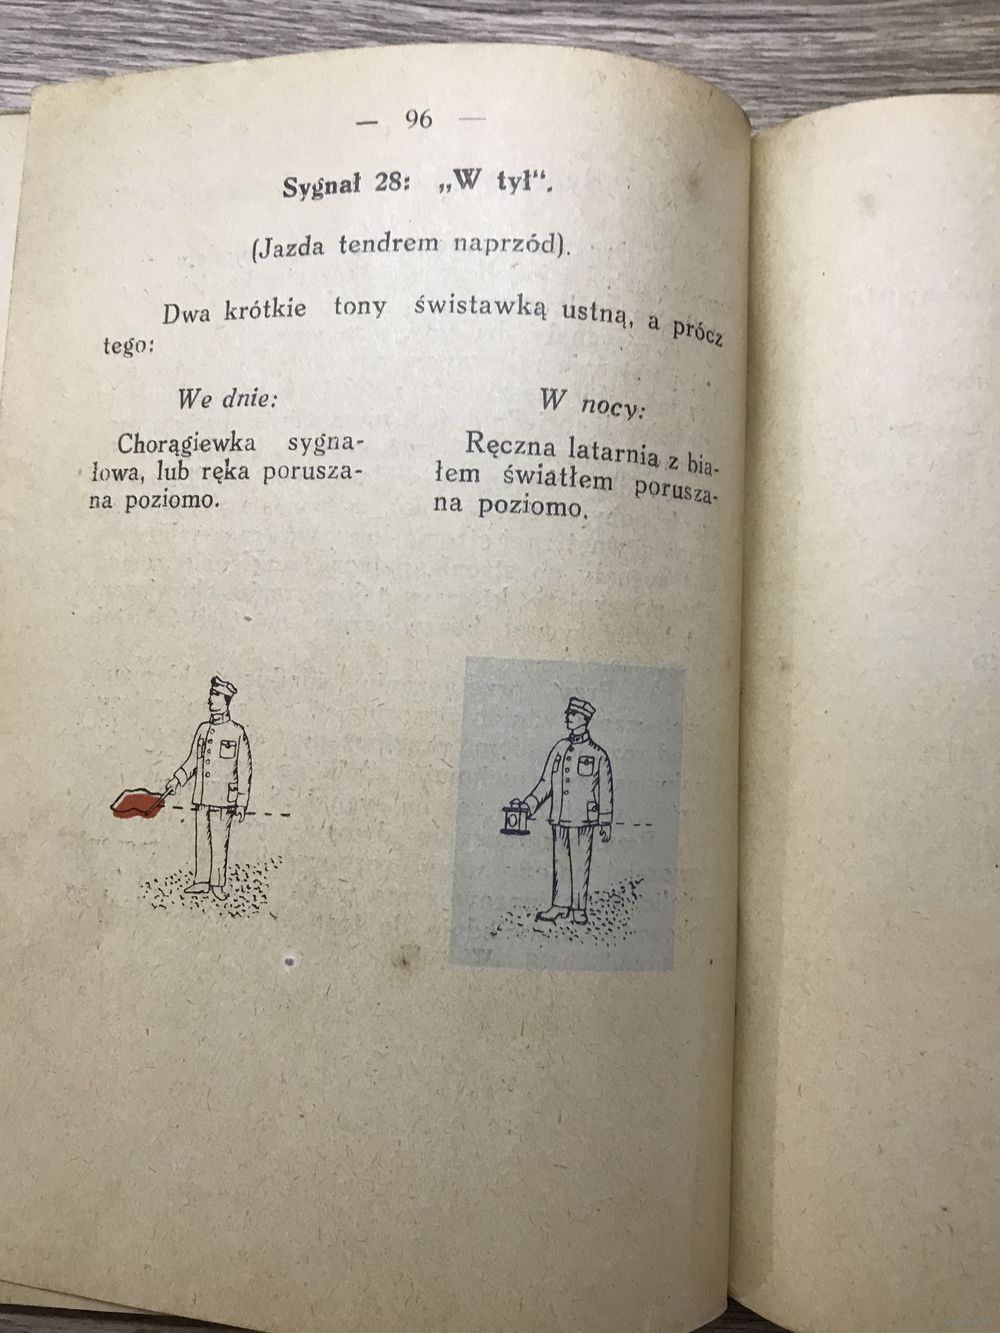 — 96 —
Sygnał 28: „W tył“.
(Jazda tendrem naprzód).
Dwa krótkie tony świstawką ustną, a prócz
tego:
We dnie:
Chorągiewka sygna-
łowa, lub ręka porusza-
na poziomo.
W nocy:
Ręczna latarnia z bia-
łem światłem porusza-
na poziomo.